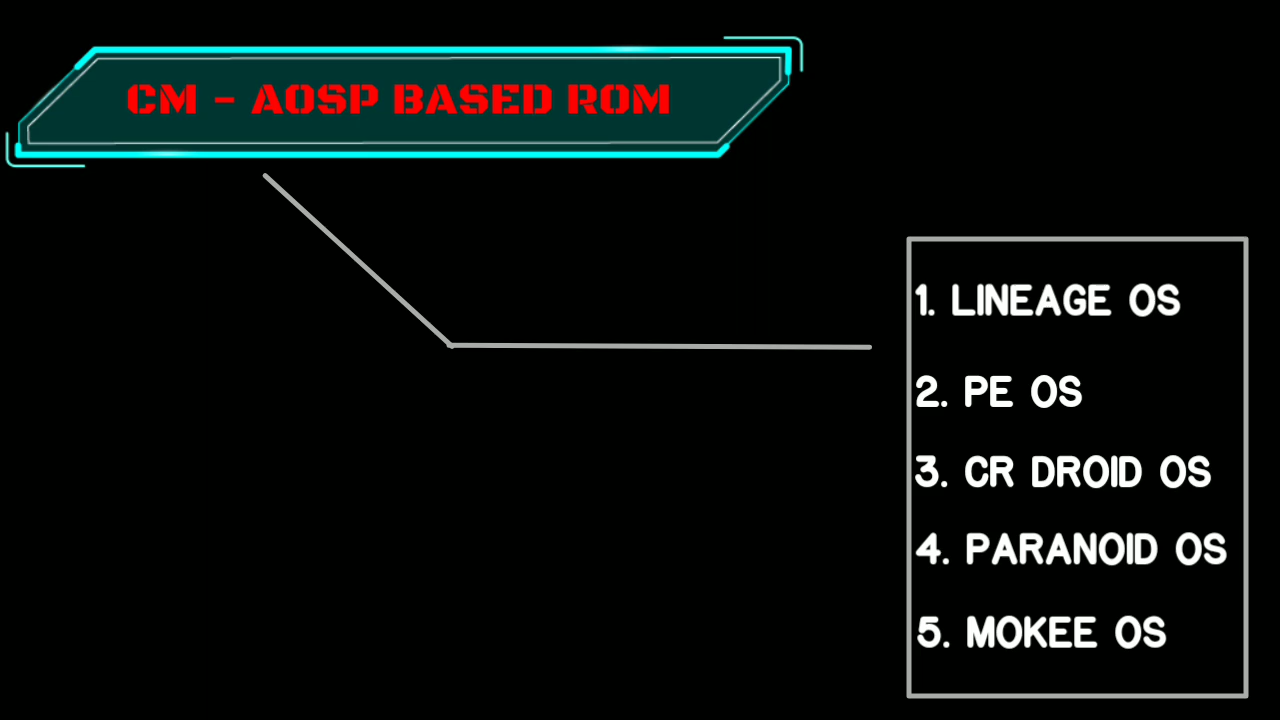 CM - AOSP BASED ROM
1. LINEAGE OS
2. PE OS
3. CR DROID OS
4. PARANOID OS
5. MOKEE OS